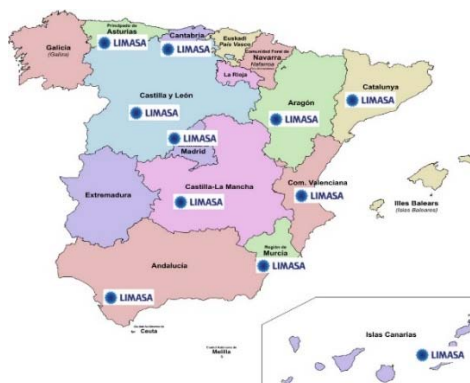 Principado de
Asturias
LIMASA
Cantabria
LIMASA
Euskadi
País Vasco
Galicia
(Galiza)
Comunidad Foral de
Navarra
Nafarroa
La Rioja
Castilla y León
LIMASA
Aragón
LIMASA
Catalunya
LIMASA
LIMASA
Madrid
Extremadura
Castilla-La Mancha
LIMASA
Com. Valenciana
LIMASA
Illes Balears
(Islas Baleares)
Región de
Murcia
LIMASA
Andalucía
LIMASA
Ceuta
Melilla
Islas Canarias
LIMASA